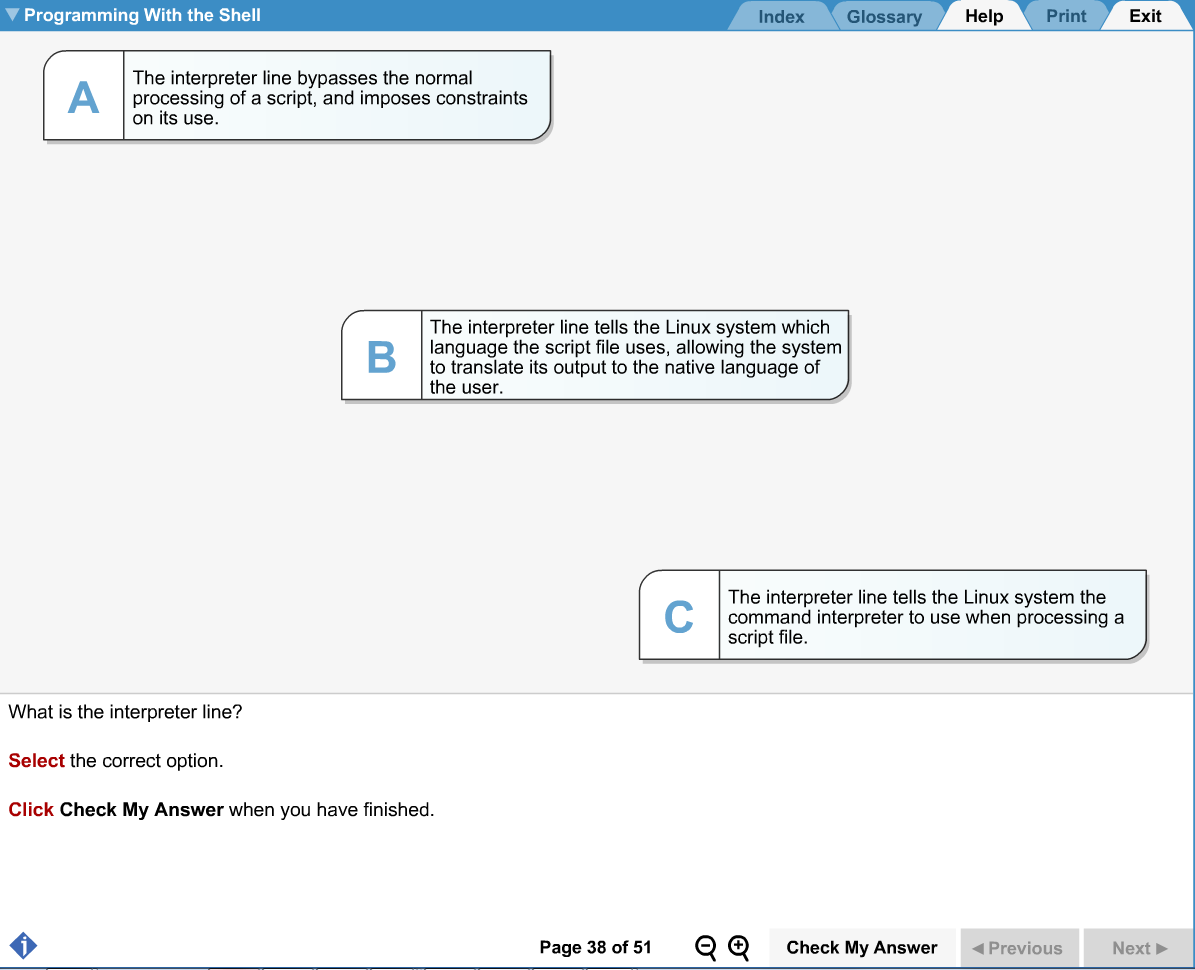 Programming With the Shell
Index
Glossary
Help
Print
Exit
A
The interpreter line bypasses the normal
processing of a script, and imposes constraints
on its use.
B
The interpreter line tells the Linux system which
language the script file uses, allowing the system
to translate its output to the native language of
the user.
C
The interpreter line tells the Linux system the
command interpreter to use when processing a
script file.
What is the interpreter line?
Select the correct option.
Click Check My Answer when you have finished.
Page 38 of 51
Check My Answer
Previous
Next